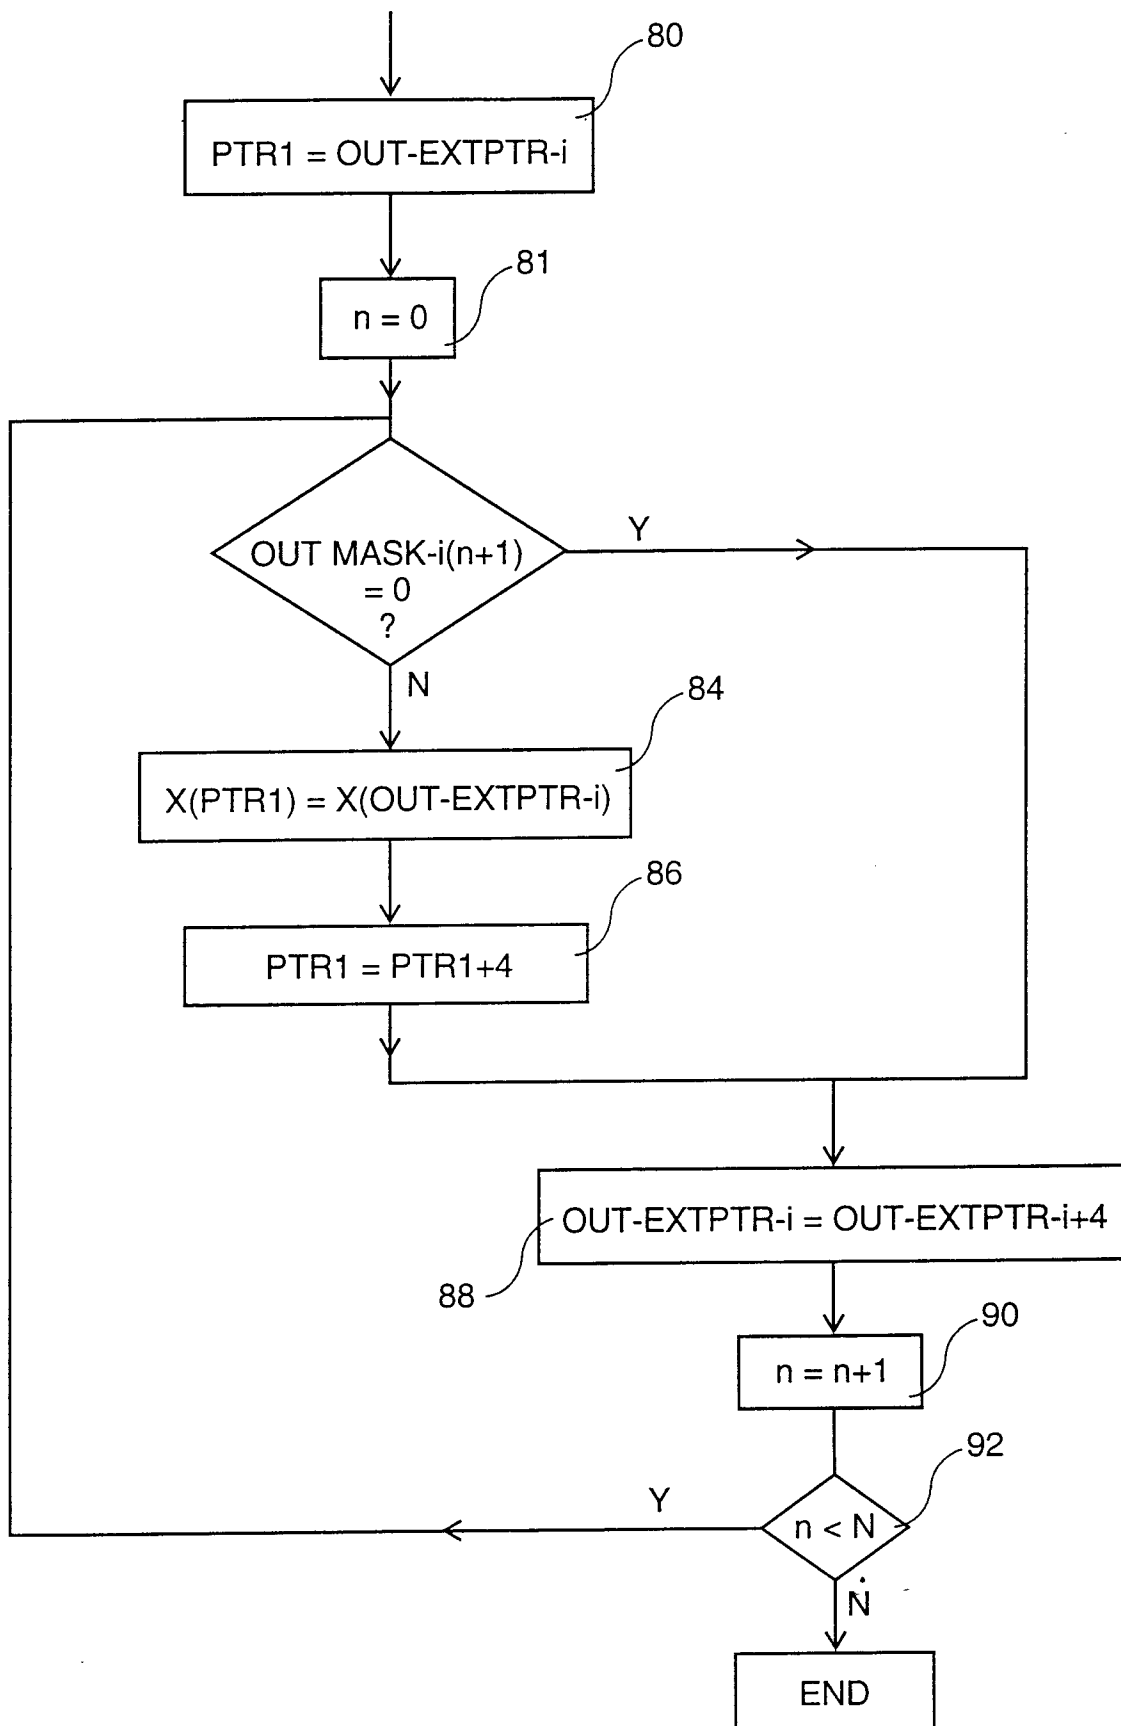 80
PTR1 = OUT-EXTPTR-i
81
n = 0
OUT MASK-i(n+1)
= 0
?
Y
N
84
X(PTR1) = X(OUT-EXTPTR-i)
86
PTR1 = PTR1+4
OUT-EXTPTR-i = OUT-EXTPTR-i+4
88
90
n = n+1
92
Y
n < N
N
END